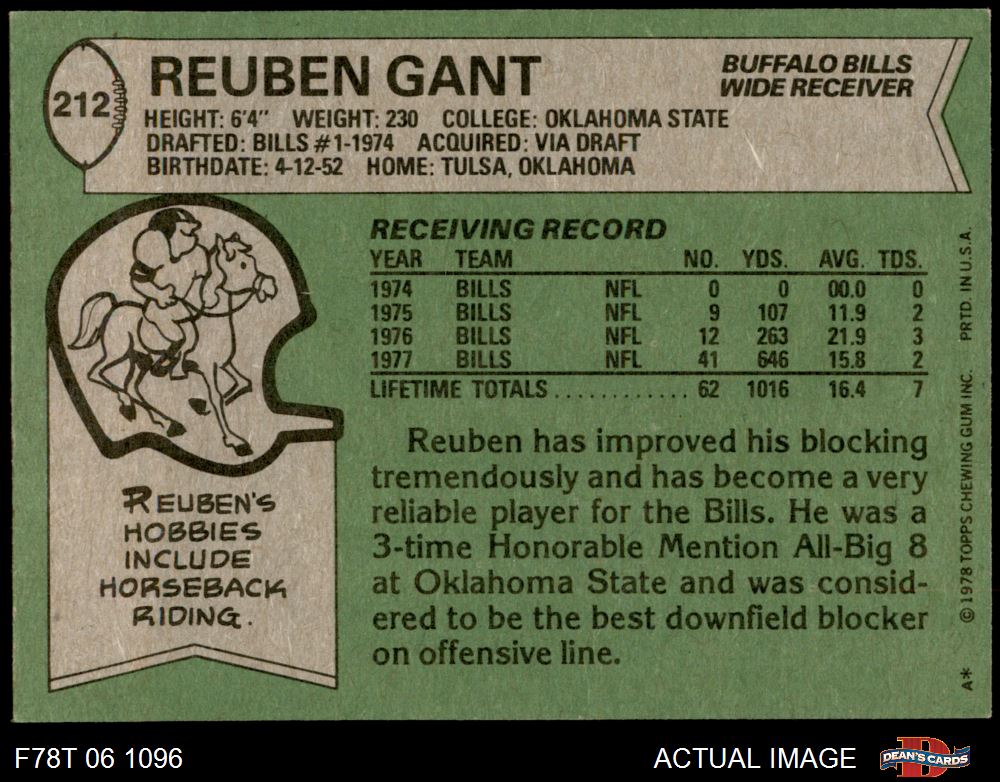 212
REUBEN GANT
BUFFALO BILLS
WIDE RECEIVER
HEIGHT: 6'4" WEIGHT: 230 COLLEGE: OKLAHOMA STATE
DRAFTED: BILLS #1-1974 ACQUIRED: VIA DRAFT
BIRTHDATE: 4-12-52 HOME: TULSA, OKLAHOMA
RECEIVING RECORD
YEAR TEAM NO. YDS. AVG. TDS.
1974 BILLS NFL 0 0 00.0 0
1975 BILLS NFL 9 107 11.9 2
1976 BILLS NFL 12 263 21.9 3
1977 BILLS NFL 41 646 15.8 2
LIFETIME TOTALS............ 62 1016 16.4 7
Reuben has improved his blocking
tremendously and has become a very
reliable player for the Bills. He was a
3-time Honorable Mention All-Big 8
at Oklahoma State and was consid-
ered to be the best downfield blocker
on offensive line.
REUBEN'S
HOBBIES
INCLUDE
HORSEBACK
RIDING.
A* © 1978 TOPPS CHEWING GUM INC. PRTD. IN U.S.A.
F78T 06 1096
ACTUAL IMAGE
D
DEAN'S CARDS